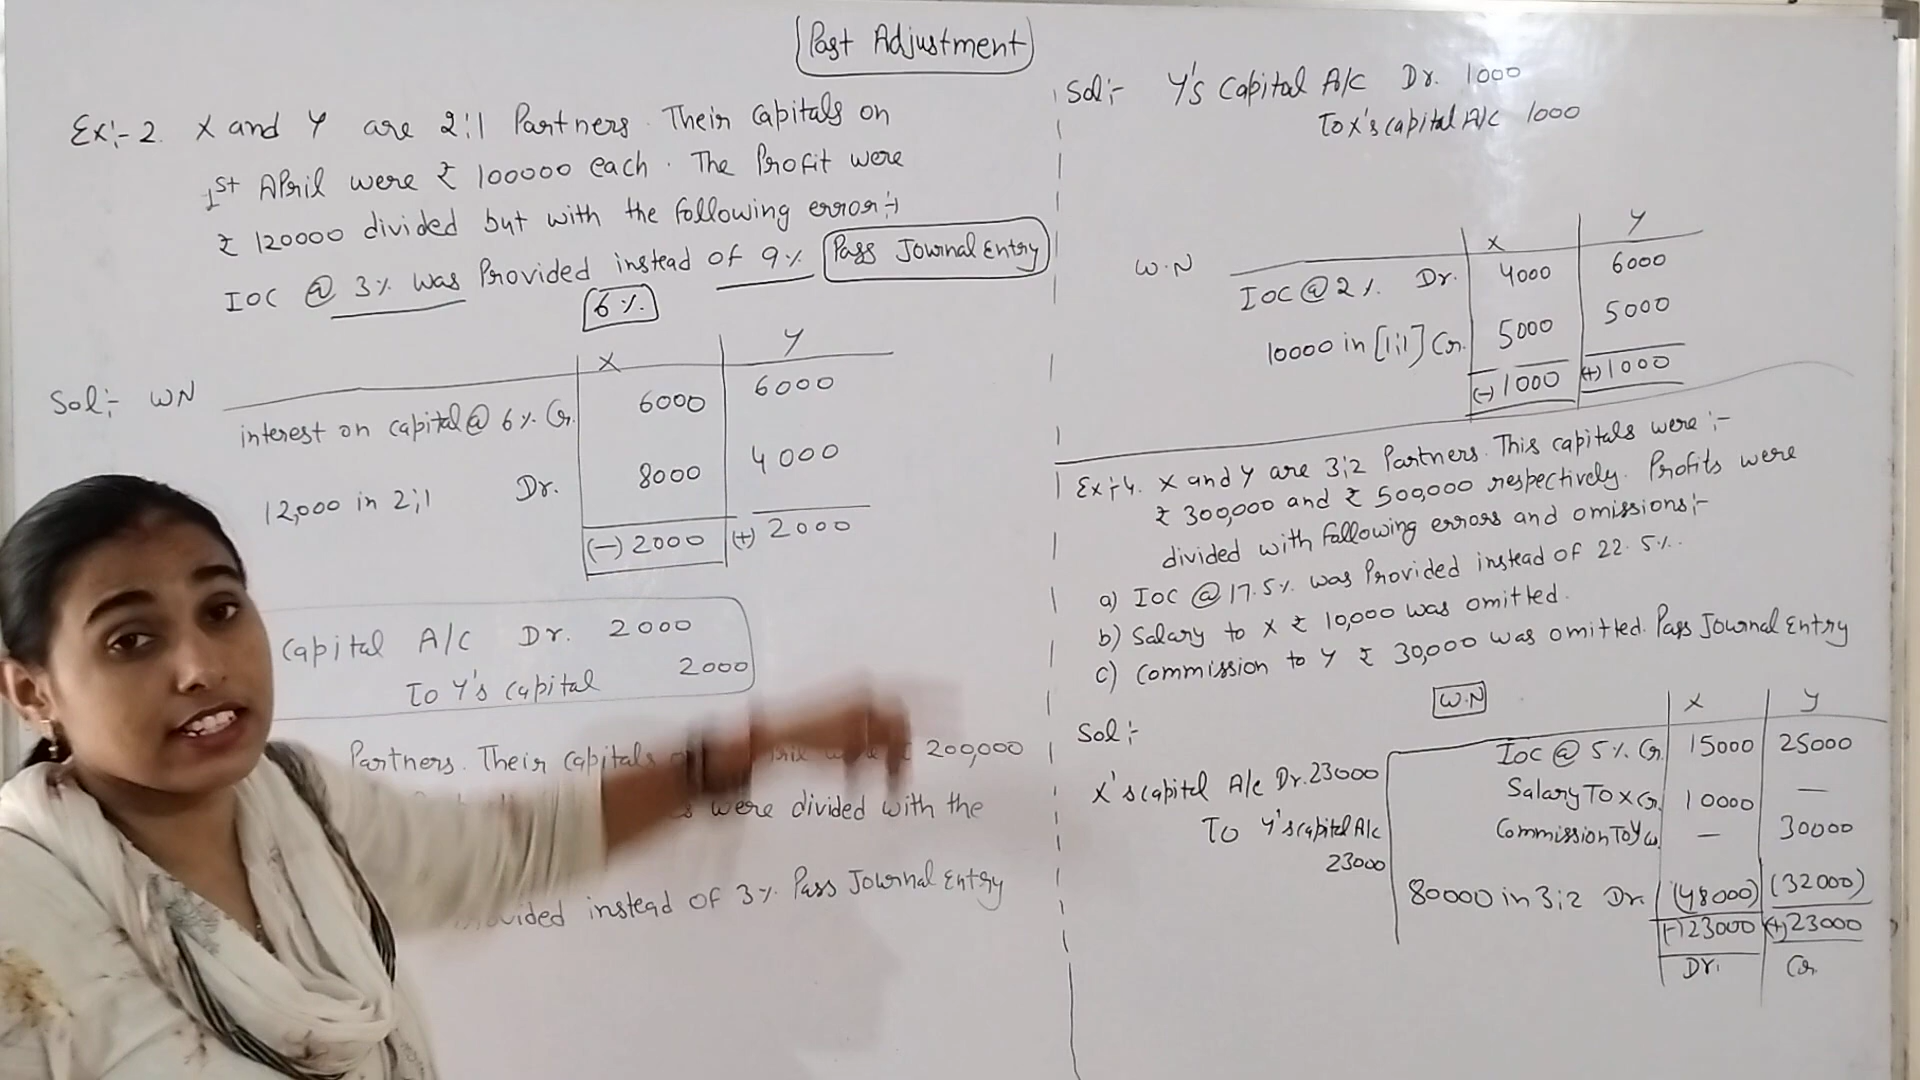 Past Adjustment
Ex:- 2. X and Y are 2:1 Partners. Their Capitals on
1st April were ₹ 100000 each. The Profit were
₹ 120000 divided but with the following error:-
IOC @ 3% was Provided instead of 9% Pass Journal Entry
6%
X Y
Sol:- WN
interest on capital @ 6% Cr. 6000 6000
12,000 in 2:1 Dr. 8000 4000
(-) 2000 (+) 2000
Capital A/C Dr. 2000
To Y's Capital 2000
Partners. Their Capitals 200,000
were divided with the
instead of 3% Pass Journal Entry
Sol:- Y's Capital A/C Dr. 1000
To X's capital A/C 1000
X Y
W.N
IOC @ 2% Dr. 4000 6000
10000 in [1:1] Cr. 5000 5000
(-) 1000 (+) 1000
Ex:- 4. X and Y are 3:2 Partners. This capitals were:-
₹ 300,000 and ₹ 500,000 respectively. Profits were
divided with following errors and omissions:-
a) IOC @ 17.5% was Provided instead of 22.5%.
b) Salary to X ₹ 10,000 was omitted.
c) Commission to Y ₹ 30,000 was omitted. Pass Journal Entry
W.N
X Y
Sol:-
IOC @ 5% Cr. 15000 25000
Salary To X Cr. 10000 —
Commission To Y Cr. — 30000
80000 in 3:2 Dr. (48000) (32000)
(-) 23000 (+) 23000
Dr. Cr.
X's capital A/c Dr. 23000
To Y's capital A/c
23000